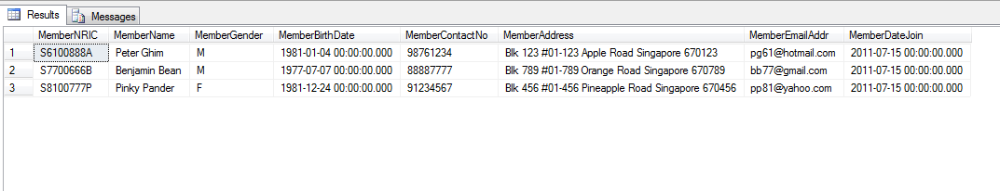 Results Messages
MemberNRIC MemberName MemberGender MemberBirthDate MemberContactNo MemberAddress MemberEmailAddr MemberDateJoin
1 S6100888A Peter Ghim M 1981-01-04 00:00:00.000 98761234 Blk 123 #01-123 Apple Road Singapore 670123 pg61@hotmail.com 2011-07-15 00:00:00.000
2 S7700666B Benjamin Bean M 1977-07-07 00:00:00.000 88887777 Blk 789 #01-789 Orange Road Singapore 670789 bb77@gmail.com 2011-07-15 00:00:00.000
3 S8100777P Pinky Pander F 1981-12-24 00:00:00.000 91234567 Blk 456 #01-456 Pineapple Road Singapore 670456 pp81@yahoo.com 2011-07-15 00:00:00.000